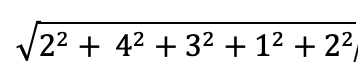 √2² + 4² + 3² + 1² + 2²/